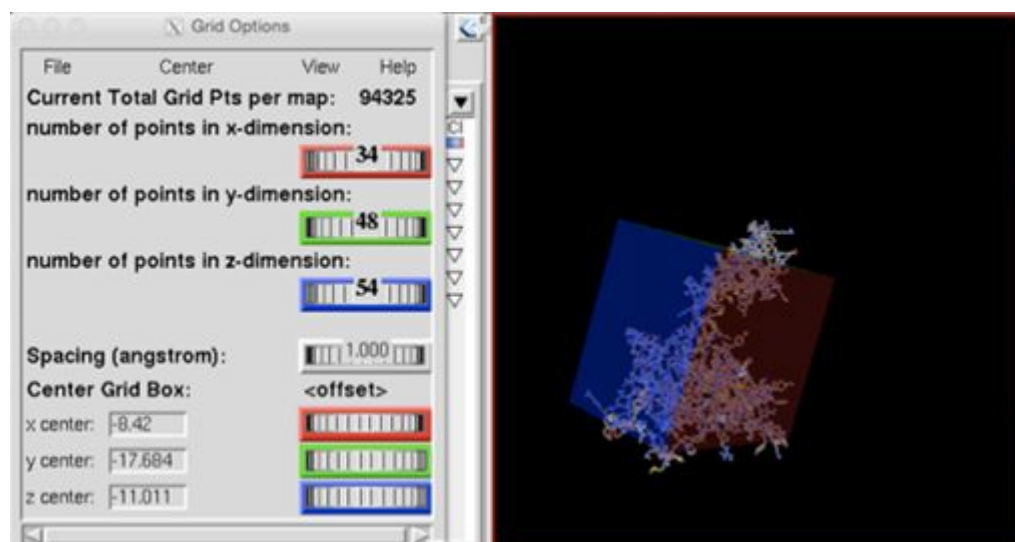 X Grid Options
File Center View Help
Current Total Grid Pts per map: 94325
number of points in x-dimension:
34
number of points in y-dimension:
48
number of points in z-dimension:
54
Spacing (angstrom): 1.000
Center Grid Box: <offset>
x center: -8.42
y center: -17.684
z center: -11.011
Cl